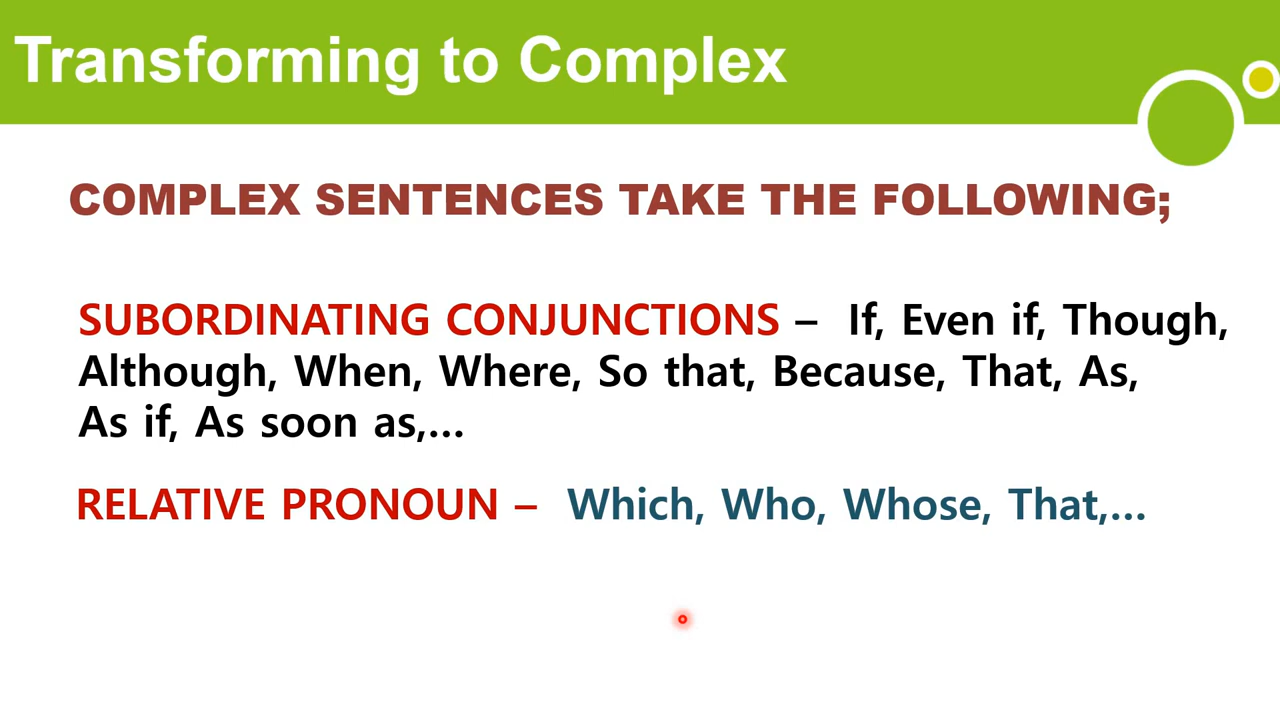 Transforming to Complex
COMPLEX SENTENCES TAKE THE FOLLOWING;
SUBORDINATING CONJUNCTIONS – If, Even if, Though,
Although, When, Where, So that, Because, That, As,
As if, As soon as,...
RELATIVE PRONOUN – Which, Who, Whose, That,...